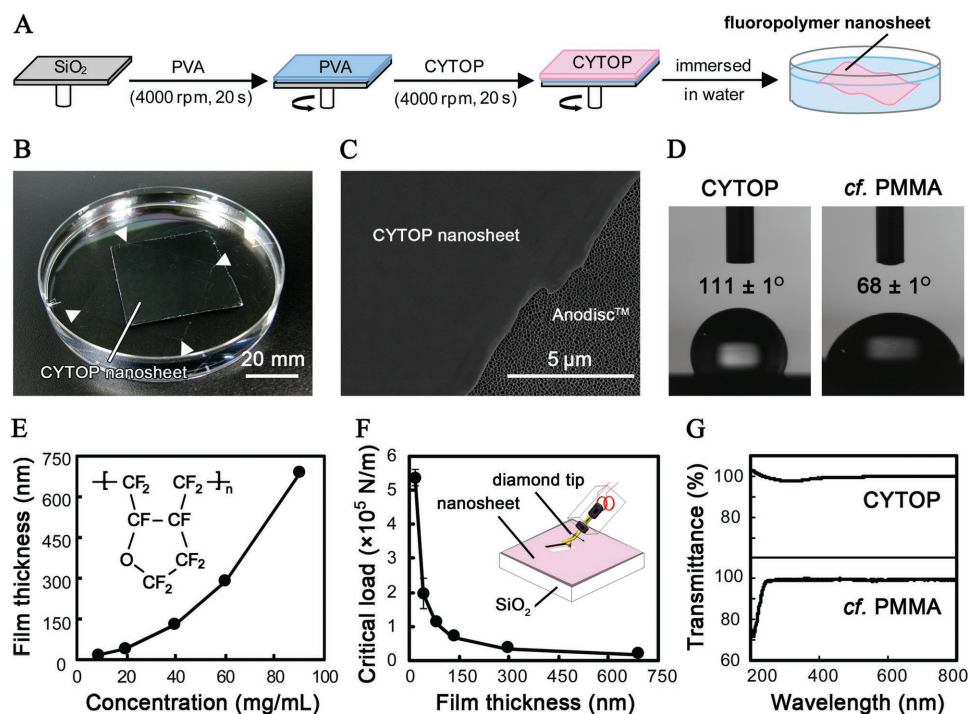 A
fluoropolymer nanosheet
SiO2
PVA
(4000 rpm, 20 s)
PVA
CYTOP
(4000 rpm, 20 s)
CYTOP
immersed
in water
B
CYTOP nanosheet
20 mm
C
CYTOP nanosheet
Anodisc™
5 µm
D
CYTOP
cf. PMMA
111 ± 1°
68 ± 1°
E
Film thickness (nm)
750
600
450
300
150
0
CF2 CF2 n
CF CF
O CF2
CF2
0 20 40 60 80 100
Concentration (mg/mL)
F
Critical load (×10⁵ N/m)
6
5
4
3
2
1
0
diamond tip
nanosheet
SiO2
0 150 300 450 600 750
Film thickness (nm)
G
Transmittance (%)
100
80
CYTOP
100
80
60
cf. PMMA
200 400 600 800
Wavelength (nm)